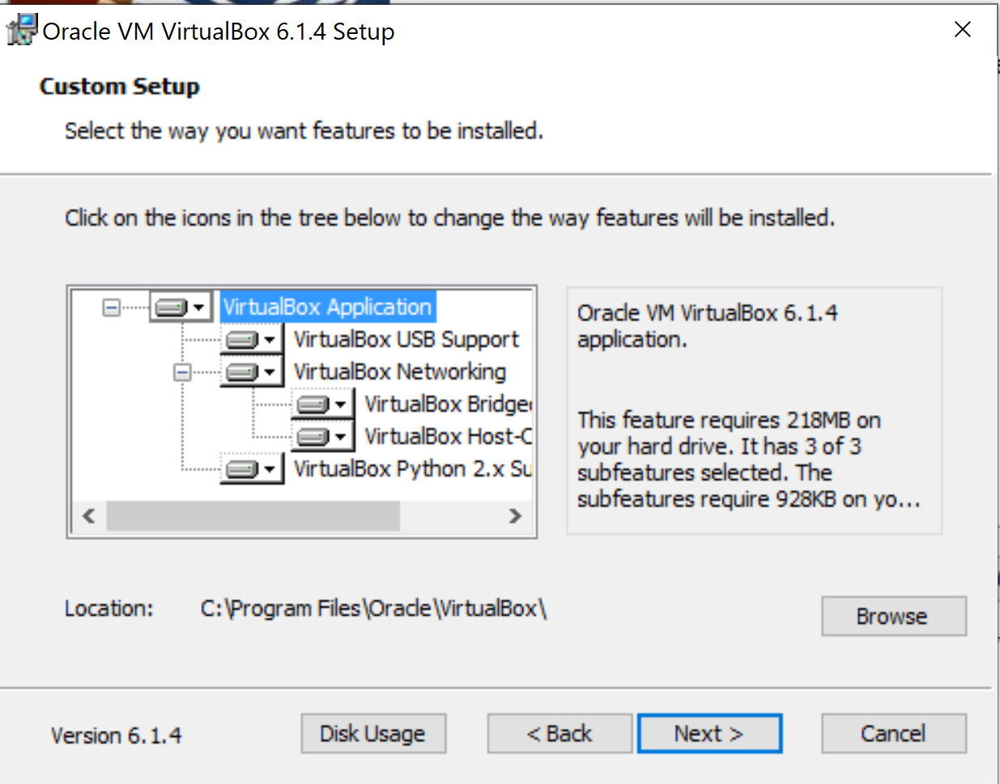 Oracle VM VirtualBox 6.1.4 Setup
Custom Setup
Select the way you want features to be installed.
Click on the icons in the tree below to change the way features will be installed.
VirtualBox Application
VirtualBox USB Support
VirtualBox Networking
VirtualBox Bridge
VirtualBox Host-
VirtualBox Python 2.x Su
Oracle VM VirtualBox 6.1.4
application.
This feature requires 218MB on
your hard drive. It has 3 of 3
subfeatures selected. The
subfeatures require 928KB on yo...
Location: C:\Program Files\Oracle\VirtualBox\
Browse
Version 6.1.4
Disk Usage
< Back
Next >
Cancel